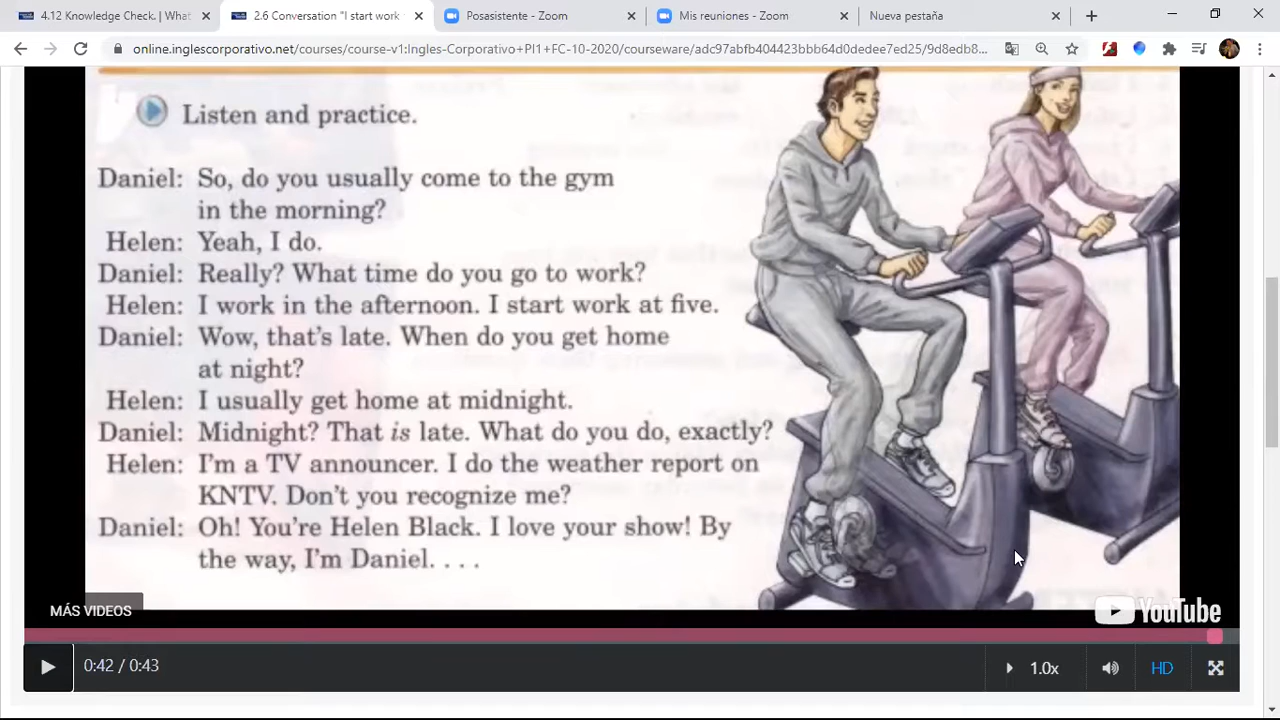 4.12 Knowledge Check. | What
2.6 Conversation "I start work
Posasistente - Zoom
Mis reuniones - Zoom
Nueva pestaña
online.inglescorporativo.net/courses/course-v1:Ingles-Corporativo+PI1+FC-10-2020/courseware/adc97abfb404423bbb64d0dedee7ed25/9d8edb8...
Listen and practice.
Daniel: So, do you usually come to the gym
in the morning?
Helen: Yeah, I do.
Daniel: Really? What time do you go to work?
Helen: I work in the afternoon. I start work at five.
Daniel: Wow, that's late. When do you get home
at night?
Helen: I usually get home at midnight.
Daniel: Midnight? That is late. What do you do, exactly?
Helen: I'm a TV announcer. I do the weather report on
KNTV. Don't you recognize me?
Daniel: Oh! You're Helen Black. I love your show! By
the way, I'm Daniel. . . .
MÁS VIDEOS
YouTube
0:42 / 0:43
1.0x
HD